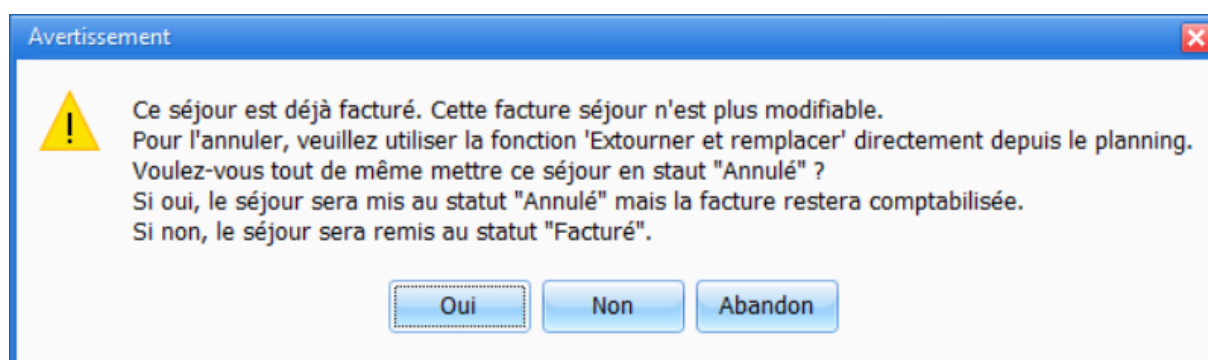 Avertissement
Ce séjour est déjà facturé. Cette facture séjour n'est plus modifiable.
Pour l'annuler, veuillez utiliser la fonction 'Extourner et remplacer' directement depuis le planning.
Voulez-vous tout de même mettre ce séjour en staut "Annulé" ?
Si oui, le séjour sera mis au statut "Annulé" mais la facture restera comptabilisée.
Si non, le séjour sera remis au statut "Facturé".
Oui Non Abandon